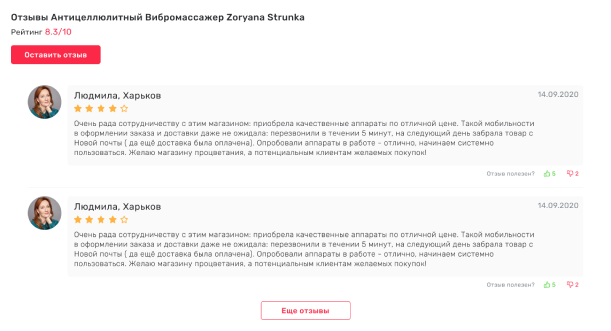 Отзывы Антицеллюлитный Вибромассажер Zoryana Strunka
Рейтинг 8.3/10
Оставить отзыв
Людмила, Харьков
14.09.2020
Очень рада сотрудничеству с этим магазином: приобрела качественные аппараты по отличной цене. Такой мобильности
в оформлении заказа и доставки даже не ожидала: перезвонили в течении 5 минут, на следующий день забрала товар с
Новой почты ( да ещё доставка была оплачена). Опробовали аппараты в работе - отлично, начинаем системно
пользоваться. Желаю магазину процветания, а потенциальным клиентам желаемых покупок!
Отзыв полезен? 5 2
Людмила, Харьков
14.09.2020
Очень рада сотрудничеству с этим магазином: приобрела качественные аппараты по отличной цене. Такой мобильности
в оформлении заказа и доставки даже не ожидала: перезвонили в течении 5 минут, на следующий день забрала товар с
Новой почты ( да ещё доставка была оплачена). Опробовали аппараты в работе - отлично, начинаем системно
пользоваться. Желаю магазину процветания, а потенциальным клиентам желаемых покупок!
Отзыв полезен? 5 2
Еще отзывы